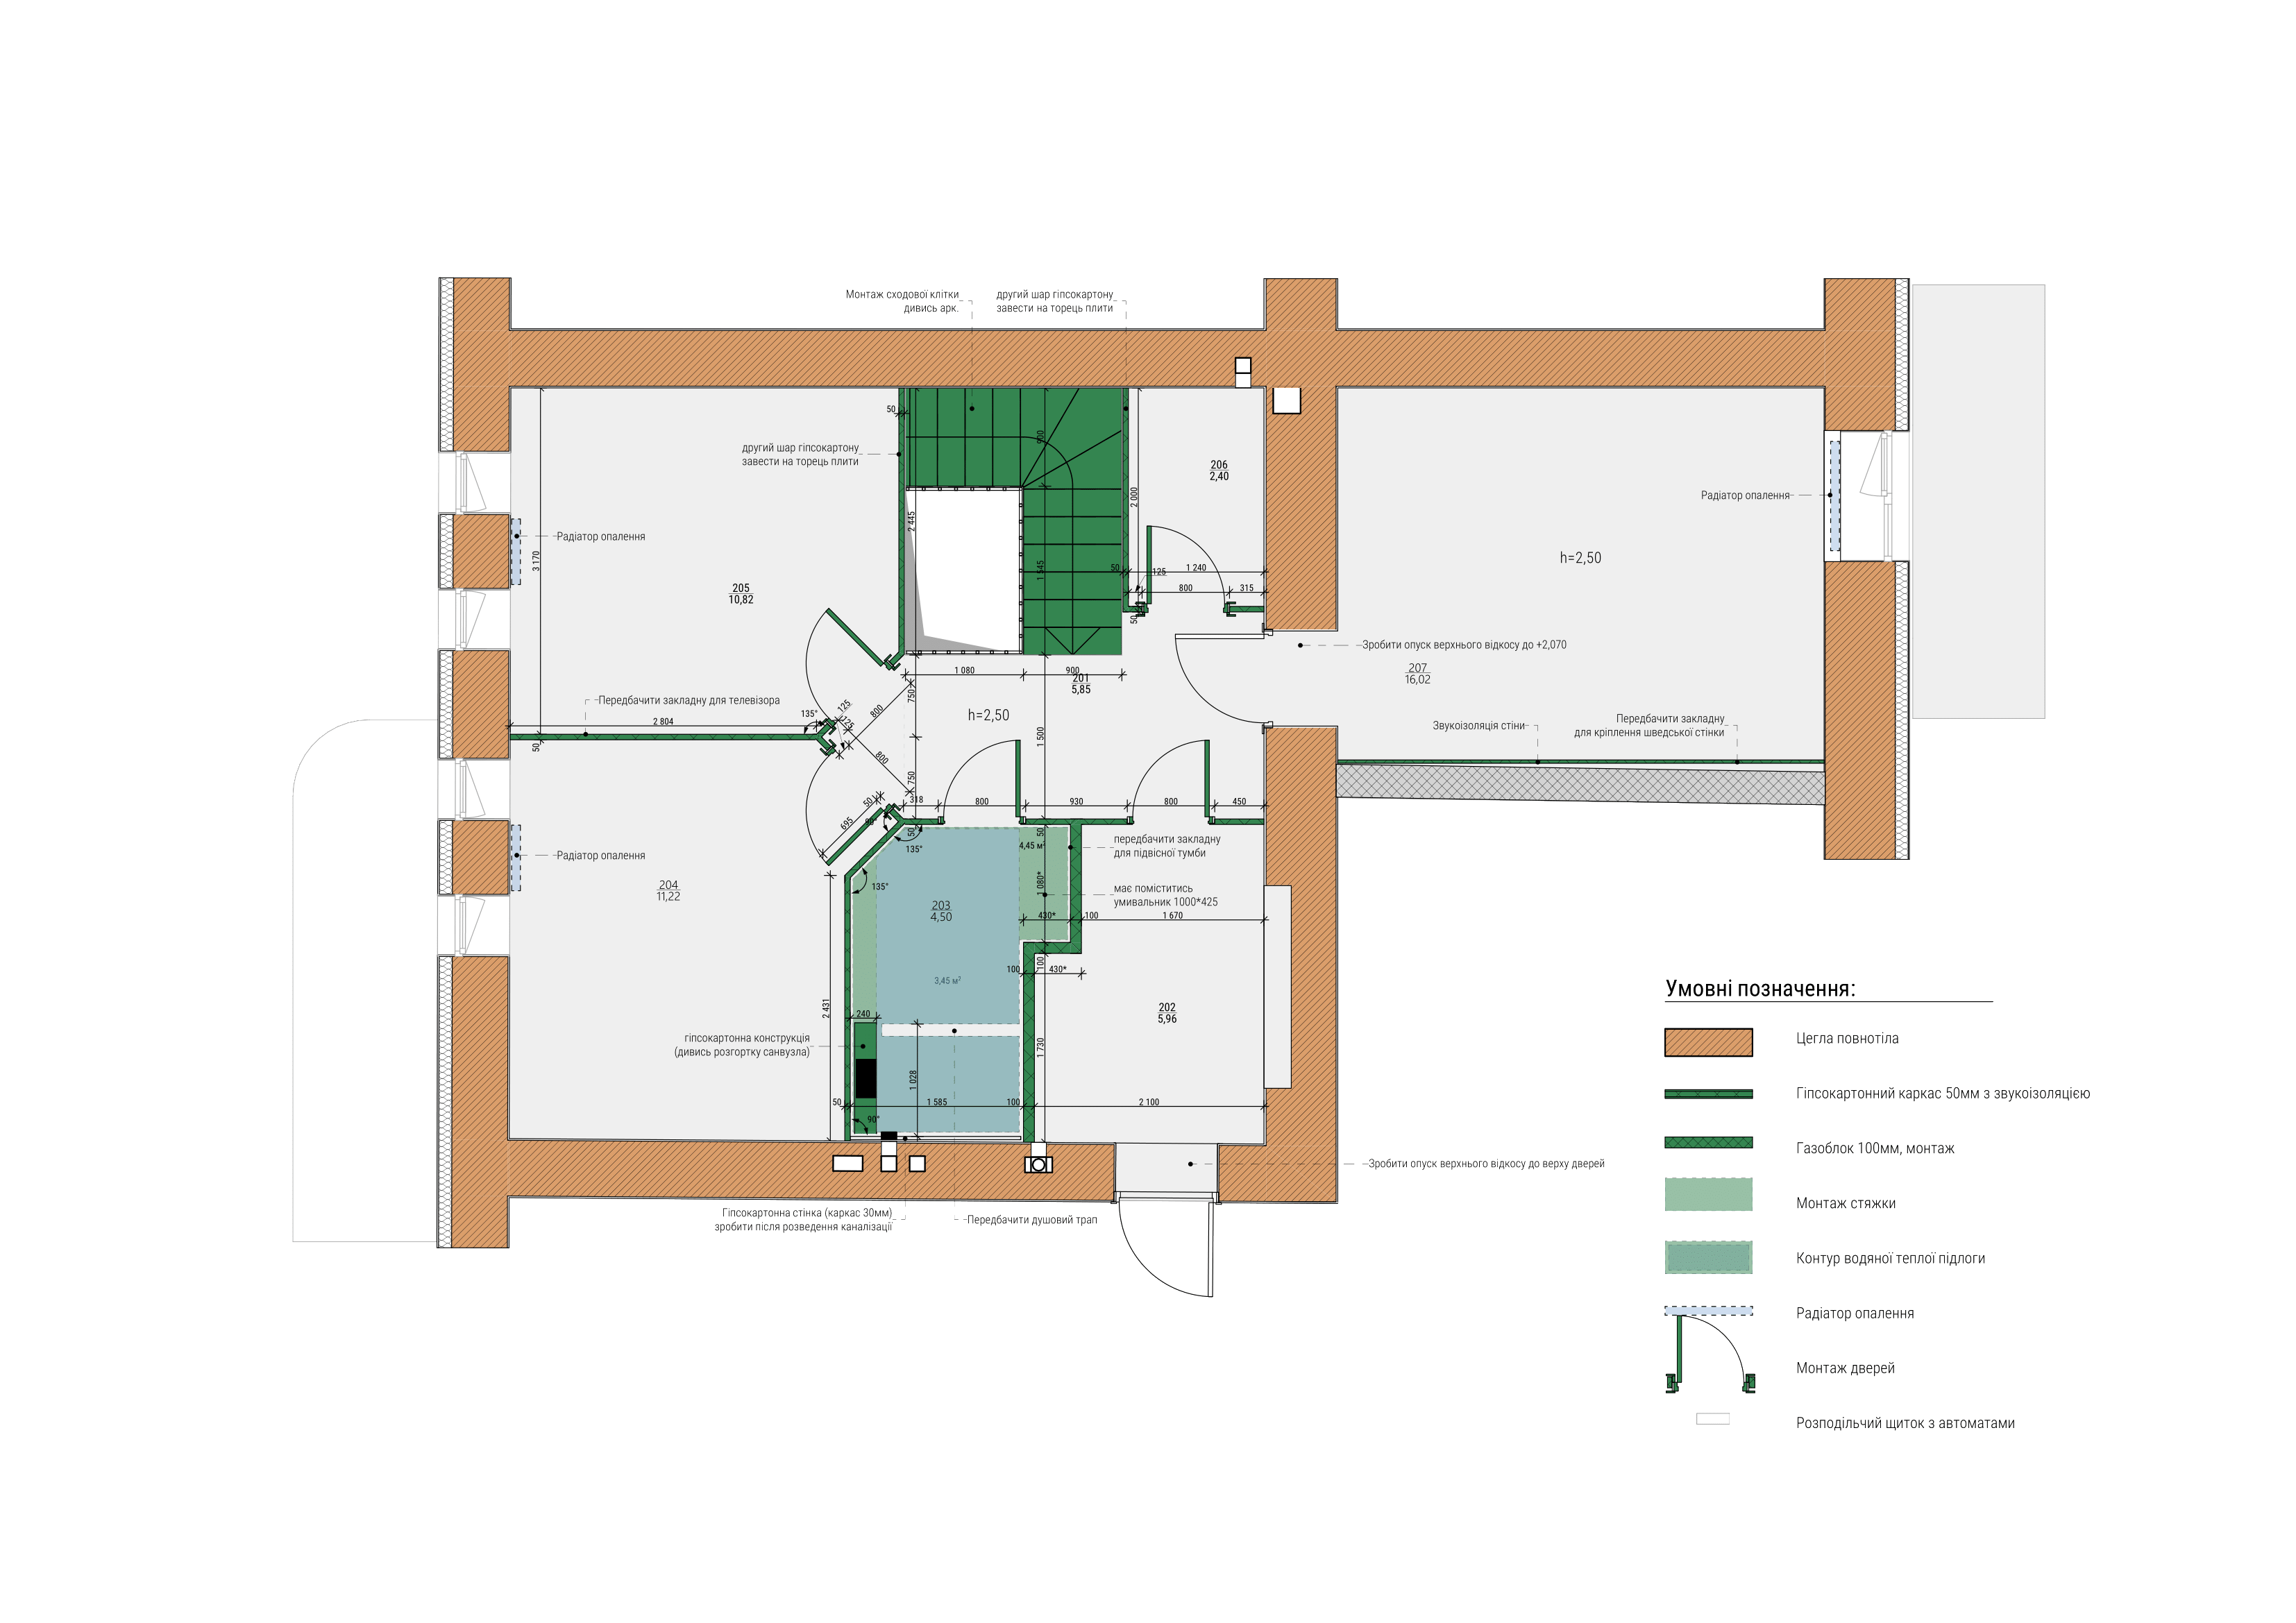 Монтаж сходової клітки
дивись арк.
другий шар гіпсокартону
завести на торець плити
50
900
другий шар гіпсокартону
завести на торець плити
206
2,40
2 000
Радіатор опалення
2 445
Радіатор опалення
3 170
h=2,50
1 545
50
125
1 240
205
10,82
800
315
50
Зробити опуск верхнього відкосу до +2,070
207
16,02
1 080
900
201
5,85
750
Передбачити закладну для телевізора
2 804
135°
125
125
800
h=2,50
50
1 500
Звукоізоляція стіни
Передбачити закладну
для кріплення шведської стінки
800
750
318
800
930
800
450
50
695
90°
50
50
135°
4,45 м²
передбачити закладну
для підвісної тумби
Радіатор опалення
204
11,22
135°
1 080*
має поміститись
умивальник 1000*425
203
4,50
430*
100
1 670
100
100
430*
3,45 м²
202
5,96
2 431
240
гіпсокартонна конструкція
(дивись розгортку санвузла)
1 730
1 028
50
1 585
100
2 100
90°
Зробити опуск верхнього відкосу до верху дверей
Гіпсокартонна стінка (каркас 30мм)
зробити після розведення каналізації
Передбачити душовий трап
Умовні позначення:
Цегла повнотіла
Гіпсокартонний каркас 50мм з звукоізоляцією
Газоблок 100мм, монтаж
Монтаж стяжки
Контур водяної теплої підлоги
Радіатор опалення
Монтаж дверей
Розподільчий щиток з автоматами